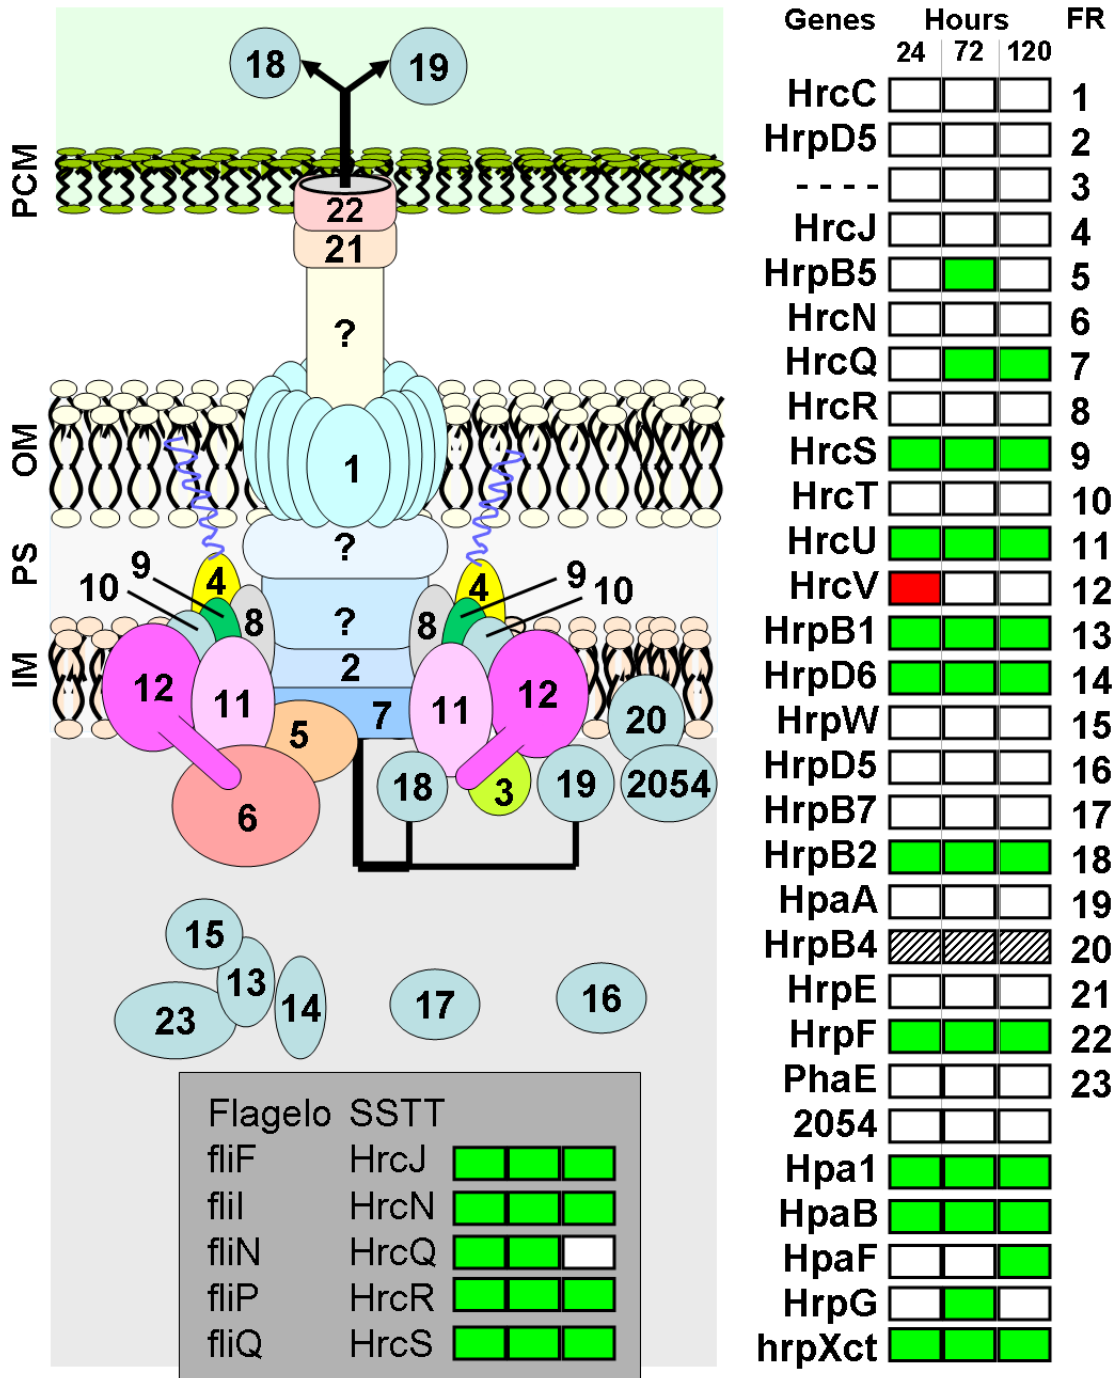 18
19
PCM
22
21
?
OM
1
PS
?
9
10
4
8
?
4
8
9
10
IM
12
11
2
7
11
12
20
5
6
18
3
19
2054
15
13
23
14
17
16
Flagelo SSTT
fliF HrcJ
fliI HrcN
fliN HrcQ
fliP HrcR
fliQ HrcS
Genes Hours FR
24 72 120
HrcC 1
HrpD5 2
---- 3
HrcJ 4
HrpB5 5
HrcN 6
HrcQ 7
HrcR 8
HrcS 9
HrcT 10
HrcU 11
HrcV 12
HrpB1 13
HrpD6 14
HrpW 15
HrpD5 16
HrpB7 17
HrpB2 18
HpaA 19
HrpB4 20
HrpE 21
HrpF 22
PhaE 23
2054
Hpa1
HpaB
HpaF
HrpG
hrpXct